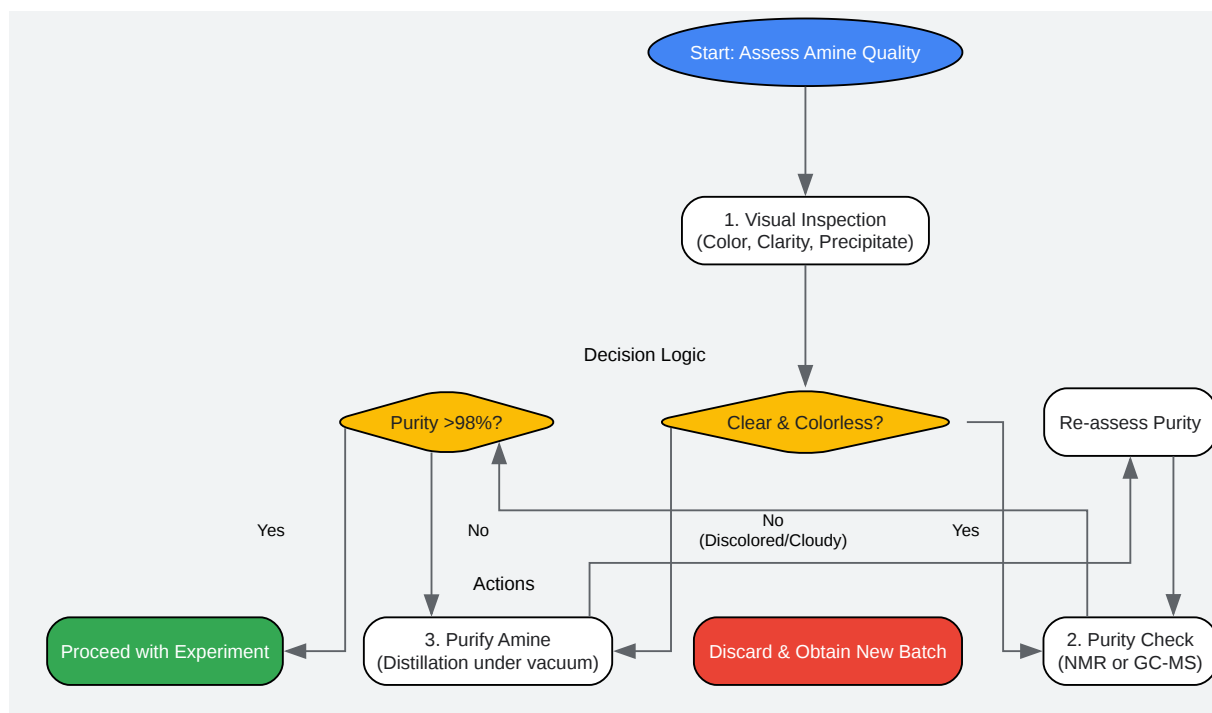 Start: Assess Amine Quality
1. Visual Inspection
(Color, Clarity, Precipitate)
Decision Logic
Purity >98%?
Clear & Colorless?
Re-assess Purity
Yes
No
No
(Discolored/Cloudy)
Yes
Actions
Proceed with Experiment
3. Purify Amine
(Distillation under vacuum)
Discard & Obtain New Batch
2. Purity Check
(NMR or GC-MS)